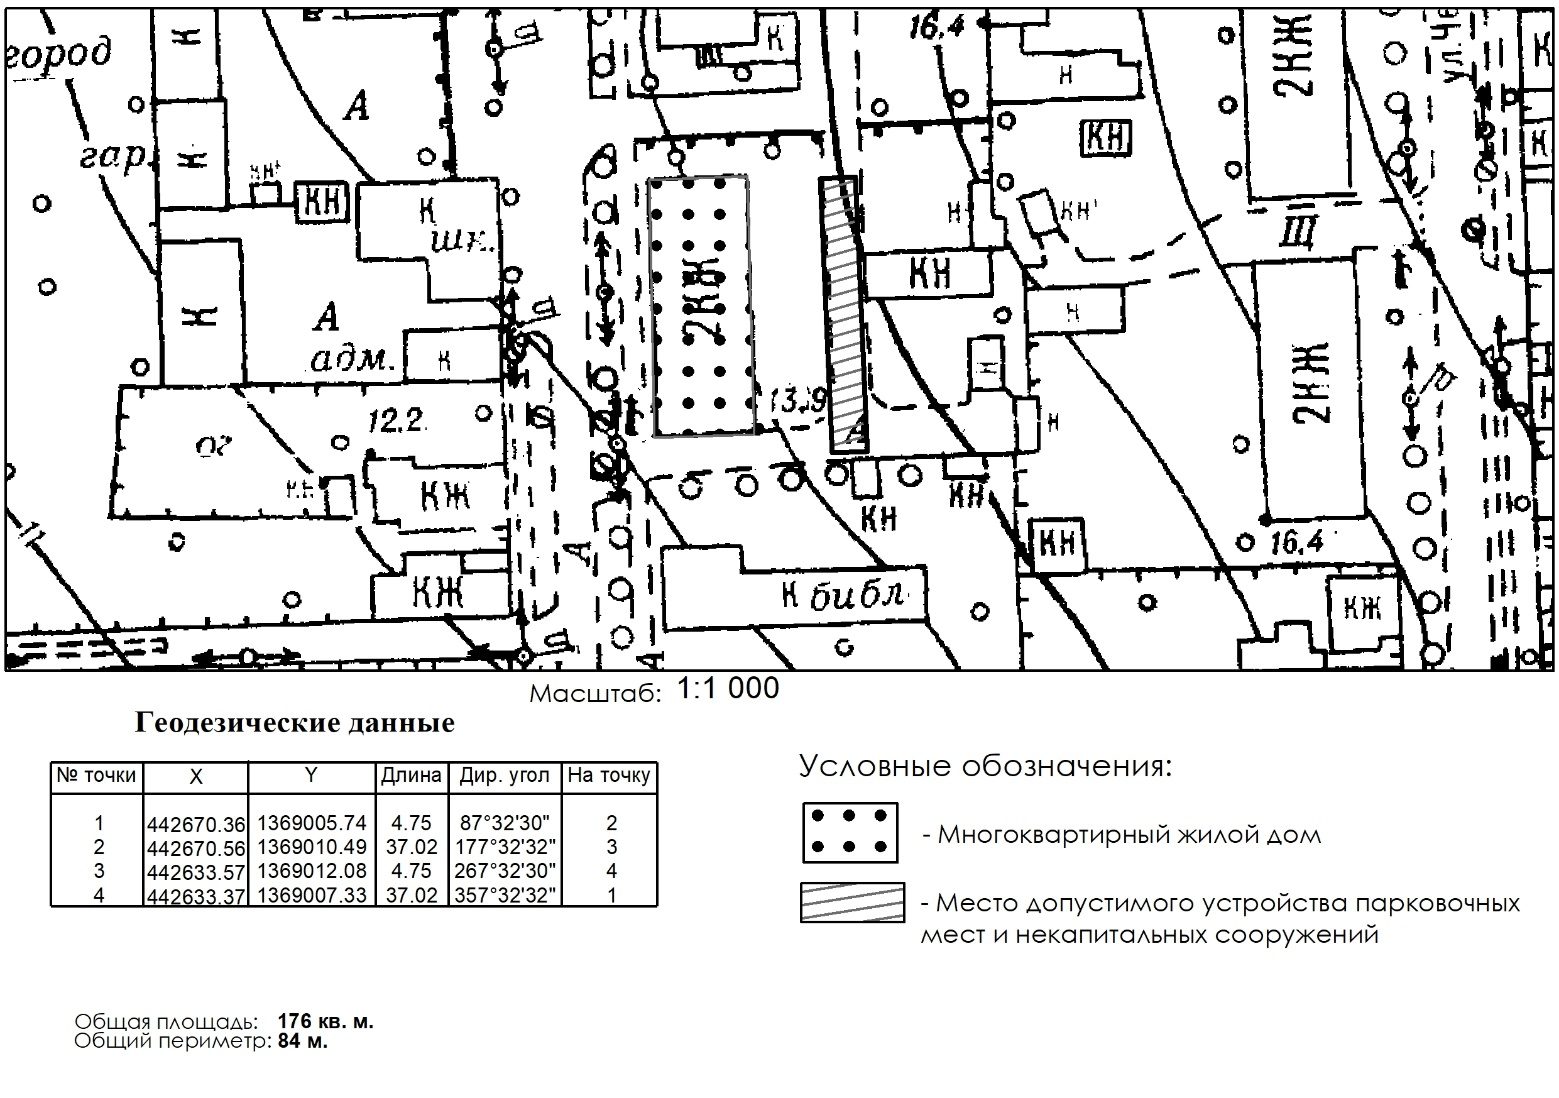 город
К
А
16.4
К
Н
2КЖ
ул.Че
К
гар.
К
КН
К
КН
К
шк.
Н
КН
2КЖ
КН
Щ
К
А
Н
адм.
К
12.2
13.9
А
Н
Н
2КЖ
КЖ
КН
КН
КН
16.4
11
А
КЖ
К библ.
КЖ
А
Масштаб: 1:1 000
Геодезические данные
№ точки X Y Длина Дир. угол На точку
1 442670.36 1369005.74 4.75 87°32'30" 2
2 442670.56 1369010.49 37.02 177°32'32" 3
3 442633.57 1369012.08 4.75 267°32'30" 4
4 442633.37 1369007.33 37.02 357°32'32" 1
Условные обозначения:
- Многоквартирный жилой дом
- Место допустимого устройства парковочных
мест и некапитальных сооружений
Общая площадь: 176 кв. м.
Общий периметр: 84 м.